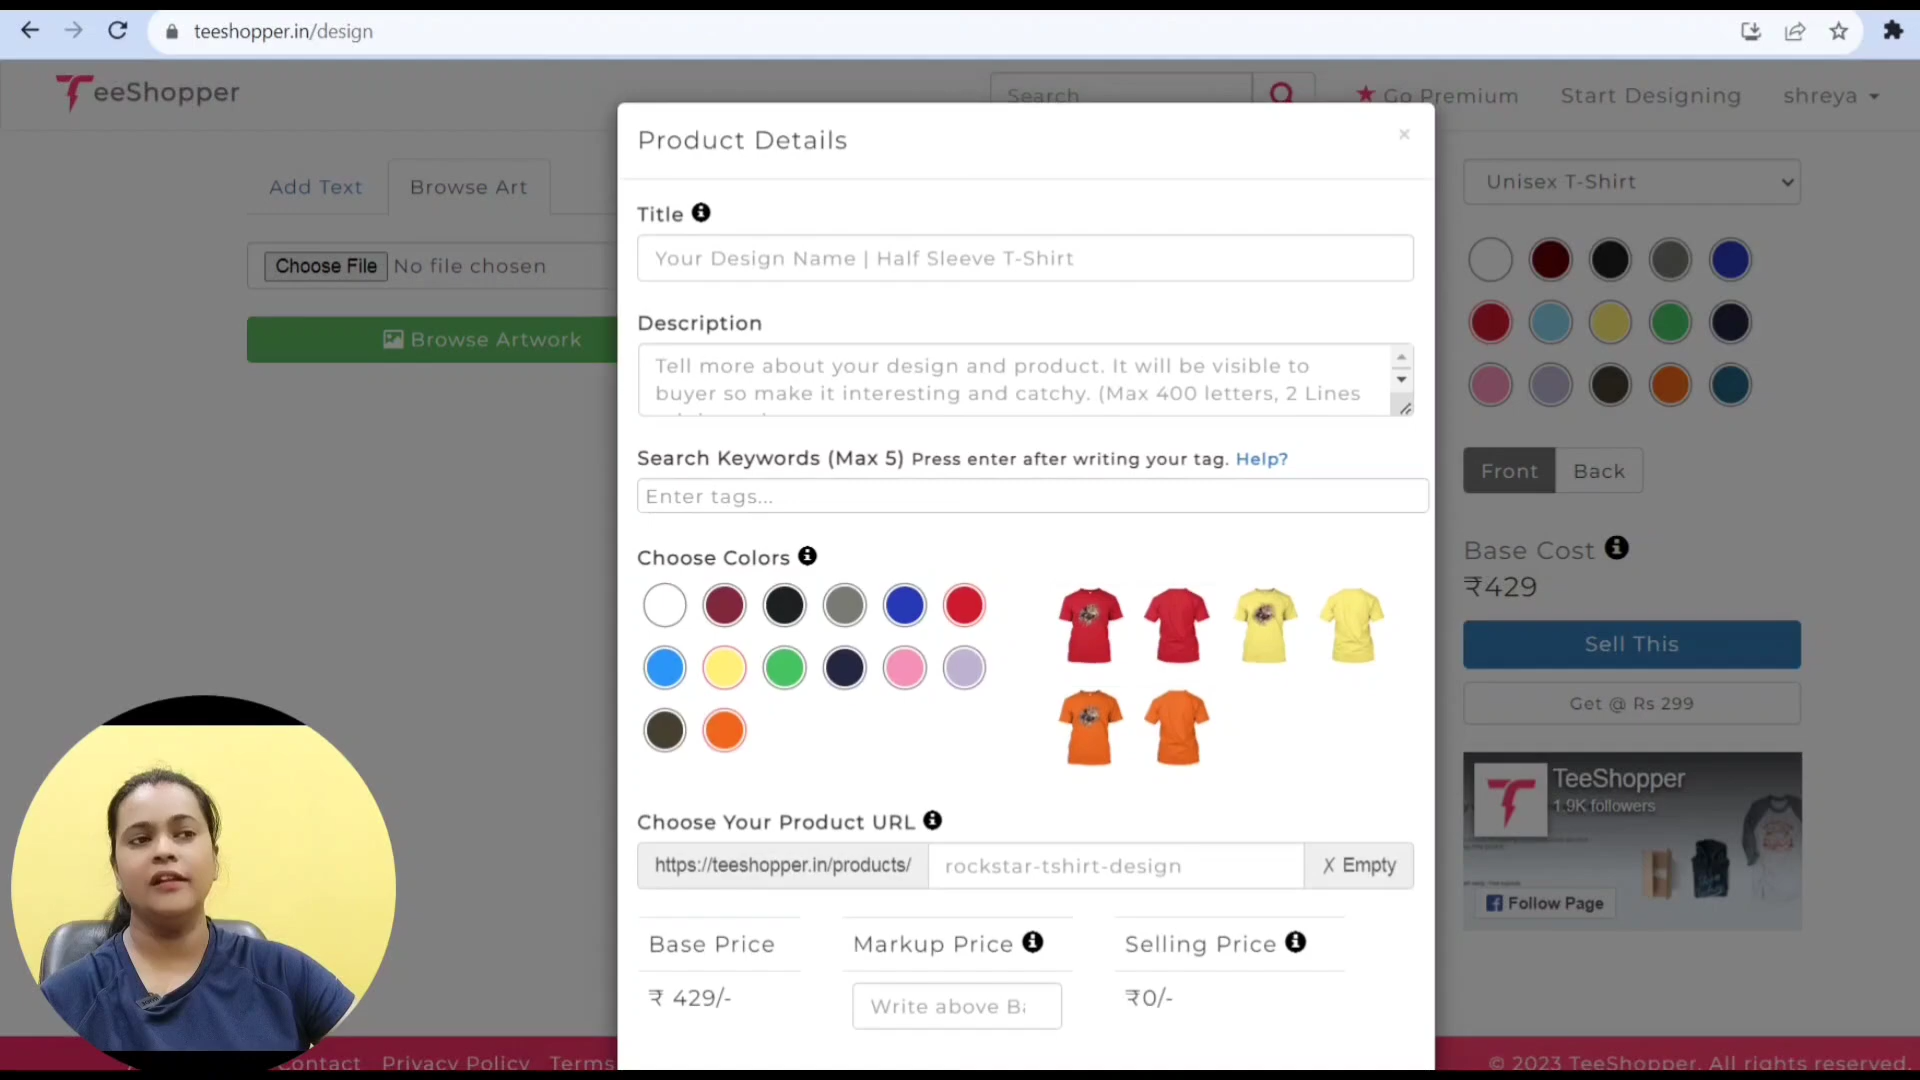 teeshopper.in/design
TeeShopper
Search
Go Premium
Start Designing
shreya
Product Details
×
Add Text
Browse Art
Unisex T-Shirt
Title
Your Design Name | Half Sleeve T-Shirt
Choose File No file chosen
Description
Browse Artwork
Tell more about your design and product. It will be visible to
buyer so make it interesting and catchy. (Max 400 letters, 2 Lines
Search Keywords (Max 5) Press enter after writing your tag. Help?
Enter tags...
Front
Back
Choose Colors
Base Cost
₹429
Sell This
Get @ Rs 299
TeeShopper
1.9K followers
Follow Page
Choose Your Product URL
https://teeshopper.in/products/
rockstar-tshirt-design
X Empty
Base Price
Markup Price
Selling Price
₹ 429/-
Write above Ba
₹0/-
Contact
Privacy Policy
Terms
© 2023 TeeShopper. All rights reserved.